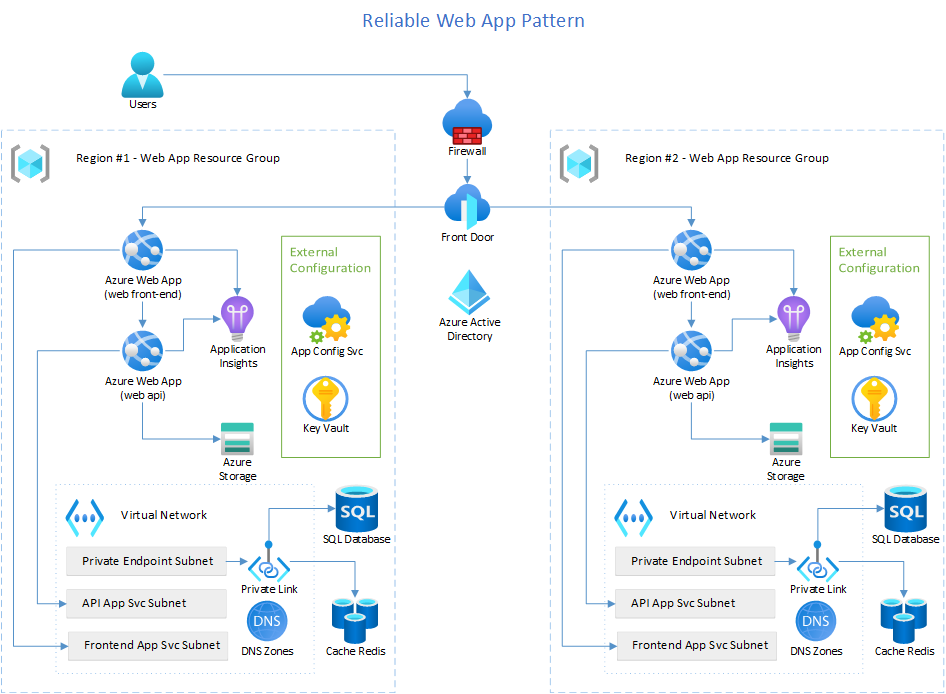 Reliable Web App Pattern
Users
Firewall
Region #1 - Web App Resource Group
Region #2 - Web App Resource Group
Front Door
Azure Active
Directory
Azure Web App
(web front-end)
Application
Insights
Azure Web App
(web api)
Azure
Storage
External
Configuration
App Config Svc
Key Vault
Virtual Network
SQL
SQL Database
Private Endpoint Subnet
Private Link
API App Svc Subnet
DNS
DNS Zones
Cache Redis
Frontend App Svc Subnet
Azure Web App
(web front-end)
Application
Insights
Azure Web App
(web api)
Azure
Storage
External
Configuration
App Config Svc
Key Vault
Virtual Network
SQL
SQL Database
Private Endpoint Subnet
Private Link
API App Svc Subnet
DNS
DNS Zones
Cache Redis
Frontend App Svc Subnet